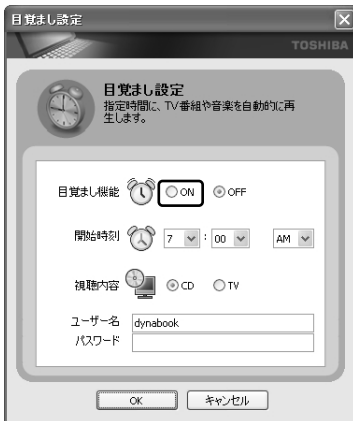 目覚まし設定
TOSHIBA
目覚まし設定
指定時間に、TV番組や音楽を自動的に再
生します。
目覚まし機能 ON OFF
開始時刻 7 : 00 AM
視聴内容 CD TV
ユーザー名 dynabook
パスワード
OK キャンセル